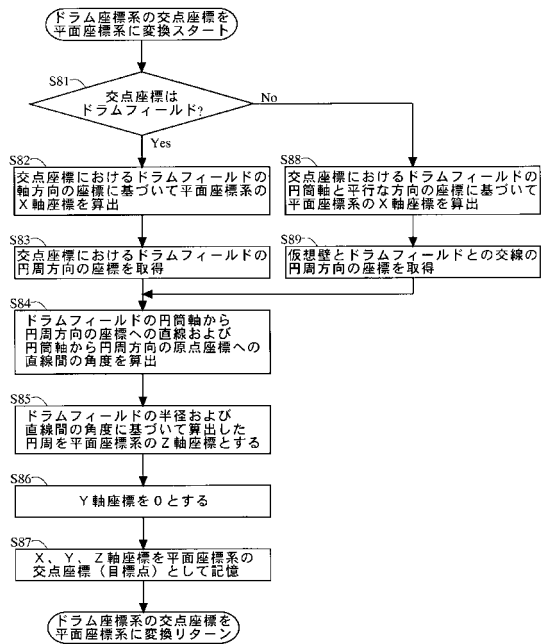 ドラム座標系の交点座標を
平面座標系に変換スタート
S81
交点座標は
ドラムフィールド?
No
Yes
S82
交点座標におけるドラムフィールドの
軸方向の座標に基づいて平面座標系の
X軸座標を算出
S88
交点座標におけるドラムフィールドの
円筒軸と平行な方向の座標に基づいて
平面座標系のX軸座標を算出
S83
交点座標におけるドラムフィールドの
円周方向の座標を取得
S89
仮想壁とドラムフィールドとの交線の
円周方向の座標を取得
S84
ドラムフィールドの円筒軸から
円周方向の座標への直線および
円筒軸から円周方向の原点座標への
直線間の角度を算出
S85
ドラムフィールドの半径および
直線間の角度に基づいて算出した
円周を平面座標系のZ軸座標とする
S86
Y軸座標を0とする
S87
X、Y、Z軸座標を平面座標系の
交点座標(目標点)として記憶
ドラム座標系の交点座標を
平面座標系に変換リターン